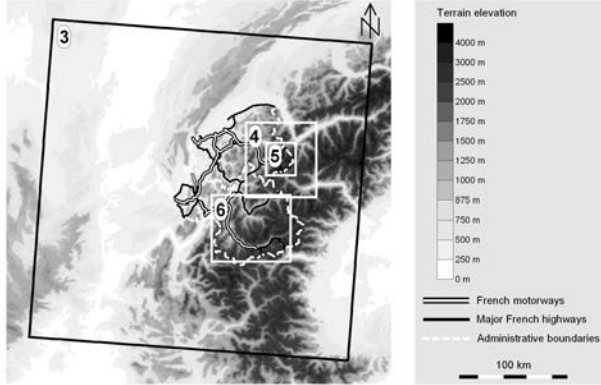 3
N
4
5
6
Terrain elevation
4000 m
3250 m
2500 m
2000 m
1750 m
1500 m
1250 m
1000 m
875 m
750 m
500 m
250 m
0 m
French motorways
Major French highways
Administrative boundaries
100 km